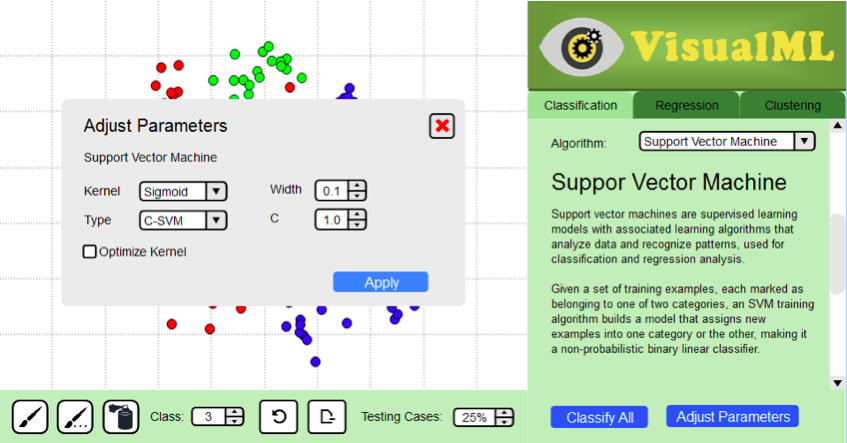 VisualML
Classification
Regression
Clustering
Adjust Parameters
Support Vector Machine
Kernel
Sigmoid
Width
0.1
Type
C-SVM
C
1.0
Optimize Kernel
Apply
Algorithm:
Support Vector Machine
Suppor Vector Machine
Support vector machines are supervised learning
models with associated learning algorithms that
analyze data and recognize patterns, used for
classification and regression analysis.
Given a set of training examples, each marked as
belonging to one of two categories, an SVM training
algorithm builds a model that assigns new
examples into one category or the other, making it
a non-probabilistic binary linear classifier.
Classify All
Adjust Parameters
Class:
3
Testing Cases:
25%